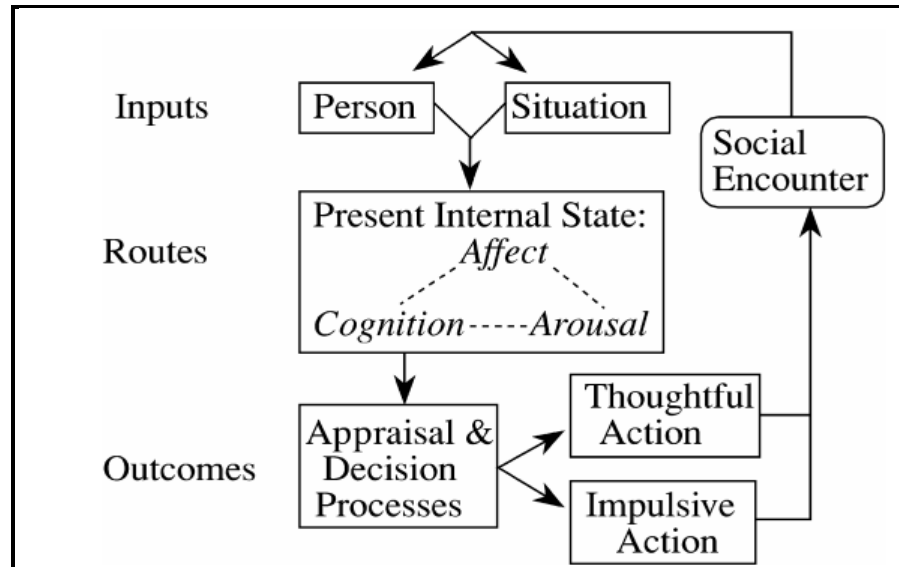 Inputs
Person
Situation
Social
Encounter
Routes
Present Internal State:
Affect
Cognition
Arousal
Outcomes
Appraisal &
Decision
Processes
Thoughtful
Action
Impulsive
Action